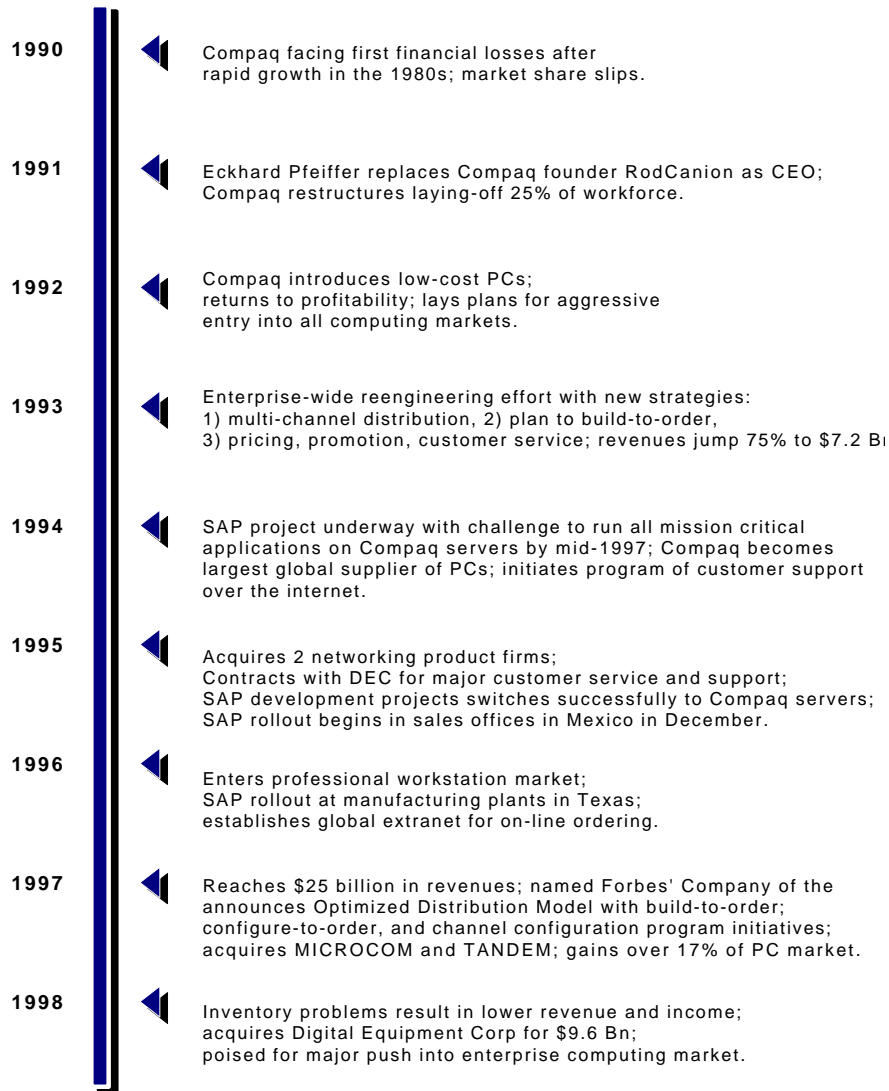 1990
Compaq facing first financial losses after
rapid growth in the 1980s; market share slips.
1991
Eckhard Pfeiffer replaces Compaq founder RodCanion as CEO;
Compaq restructures laying-off 25% of workforce.
1992
Compaq introduces low-cost PCs;
returns to profitability; lays plans for aggressive
entry into all computing markets.
1993
Enterprise-wide reengineering effort with new strategies:
1) multi-channel distribution, 2) plan to build-to-order,
3) pricing, promotion, customer service; revenues jump 75% to $7.2 Bn
1994
SAP project underway with challenge to run all mission critical
applications on Compaq servers by mid-1997; Compaq becomes
largest global supplier of PCs; initiates program of customer support
over the internet.
1995
Acquires 2 networking product firms;
Contracts with DEC for major customer service and support;
SAP development projects switches successfully to Compaq servers;
SAP rollout begins in sales offices in Mexico in December.
1996
Enters professional workstation market;
SAP rollout at manufacturing plants in Texas;
establishes global extranet for on-line ordering.
1997
Reaches $25 billion in revenues; named Forbes' Company of the
announces Optimized Distribution Model with build-to-order;
configure-to-order, and channel configuration program initiatives;
acquires MICROCOM and TANDEM; gains over 17% of PC market.
1998
Inventory problems result in lower revenue and income;
acquires Digital Equipment Corp for $9.6 Bn;
poised for major push into enterprise computing market.